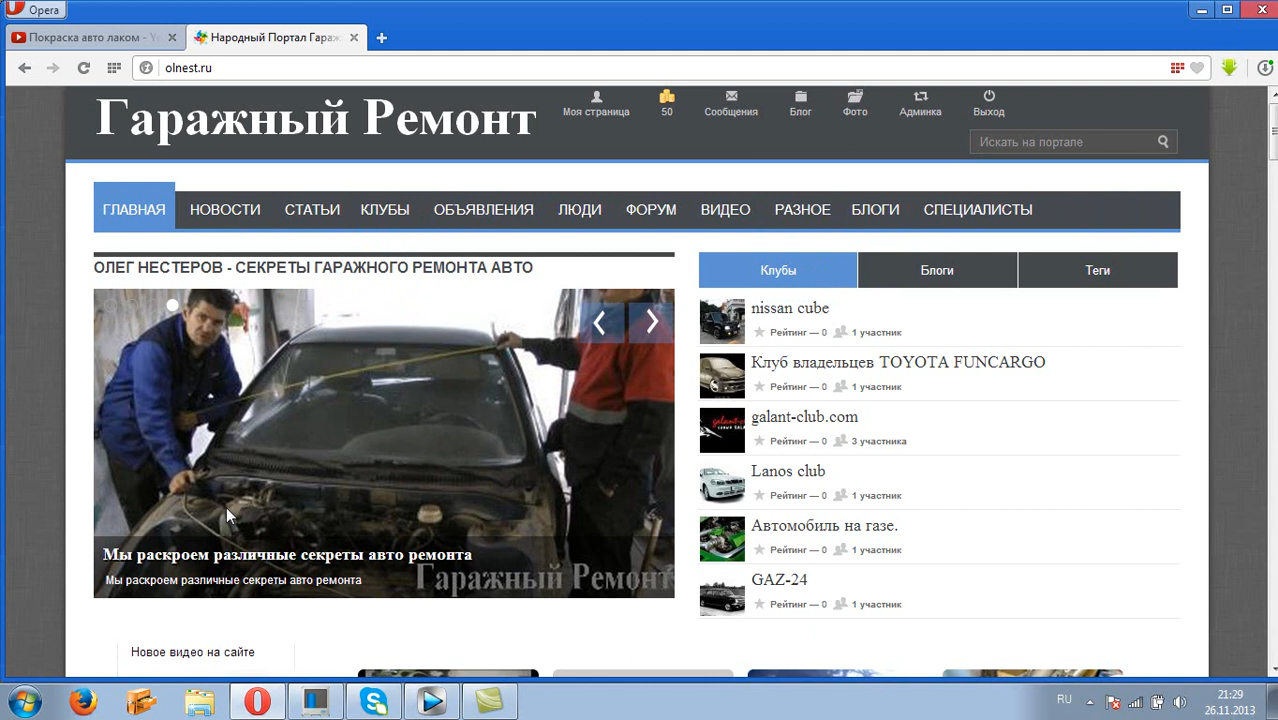 Opera
Покраска авто лаком - Yo
Народный Портал Гараж
olnest.ru
Гаражный Ремонт
Моя страница
50
Сообщения
Блог
Фото
Админка
Выход
Искать на портале
ГЛАВНАЯ НОВОСТИ СТАТЬИ КЛУБЫ ОБЪЯВЛЕНИЯ ЛЮДИ ФОРУМ ВИДЕО РАЗНОЕ БЛОГИ СПЕЦИАЛИСТЫ
ОЛЕГ НЕСТЕРОВ - СЕКРЕТЫ ГАРАЖНОГО РЕМОНТА АВТО
Мы раскроем различные секреты авто ремонта
Мы раскроем различные секреты авто ремонта
Гаражный Ремонт
Клубы Блоги Теги
nissan cube
Рейтинг — 0 1 участник
Клуб владельцев TOYOTA FUNCARGO
Рейтинг — 0 1 участник
galant-club.com
Рейтинг — 0 3 участника
Lanos club
Рейтинг — 0 1 участник
Автомобиль на газе.
Рейтинг — 0 1 участник
GAZ-24
Рейтинг — 0 1 участник
Новое видео на сайте
RU
21:29
26.11.2013